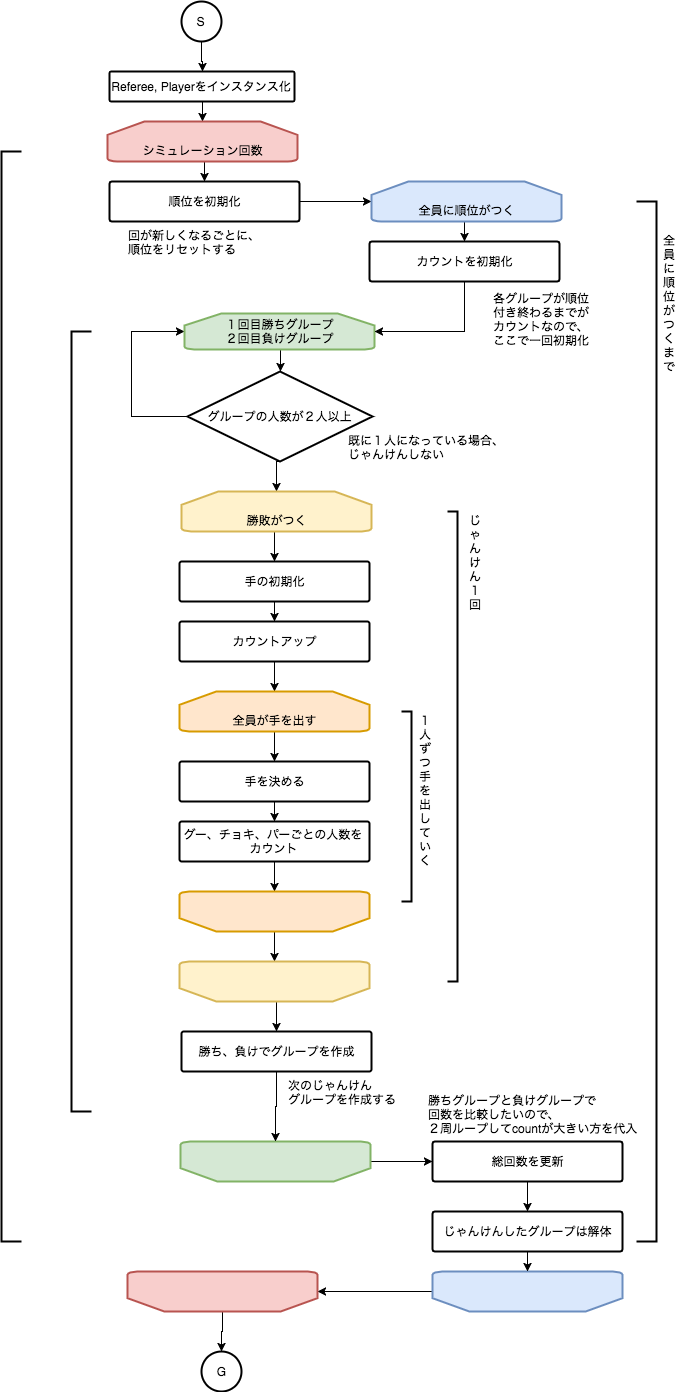 S
Referee, Playerをインスタンス化
シミュレーション回数
順位を初期化
全員に順位がつく
回が新しくなるごとに、
順位をリセットする
カウントを初期化
全員に順位がつくまで
各グループが順位
付き終わるまでが
カウントなので、
ここで一回初期化
1回目勝ちグループ
2回目負けグループ
グループの人数が2人以上
既に1人になっている場合、
じゃんけんしない
勝敗がつく
じゃんけん1回
手の初期化
カウントアップ
全員が手を出す
1人ずつ手を出していく
手を決める
グー、チョキ、パーごとの人数を
カウント
勝ち、負けでグループを作成
次のじゃんけん
グループを作成する
勝ちグループと負けグループで
回数を比較したいので、
2周ループしてcountが大きい方を代入
総回数を更新
じゃんけんしたグループは解体
G